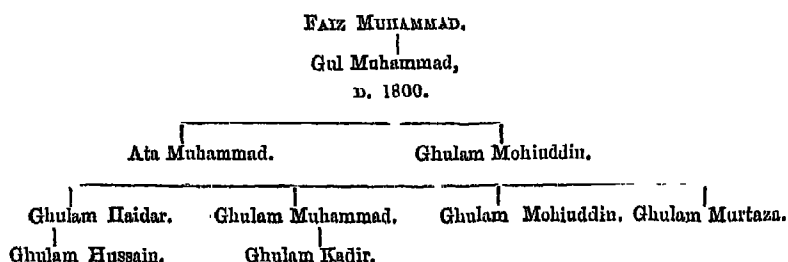 FAIZ MUHAMMAD.
Gul Muhammad,
D. 1800.
Ata Muhammad. Ghulam Mohiuddin.
Ghulam Haidar. Ghulam Muhammad. Ghulam Mohiuddin. Ghulam Murtaza.
Ghulam Hussain. Ghulam Kadir.